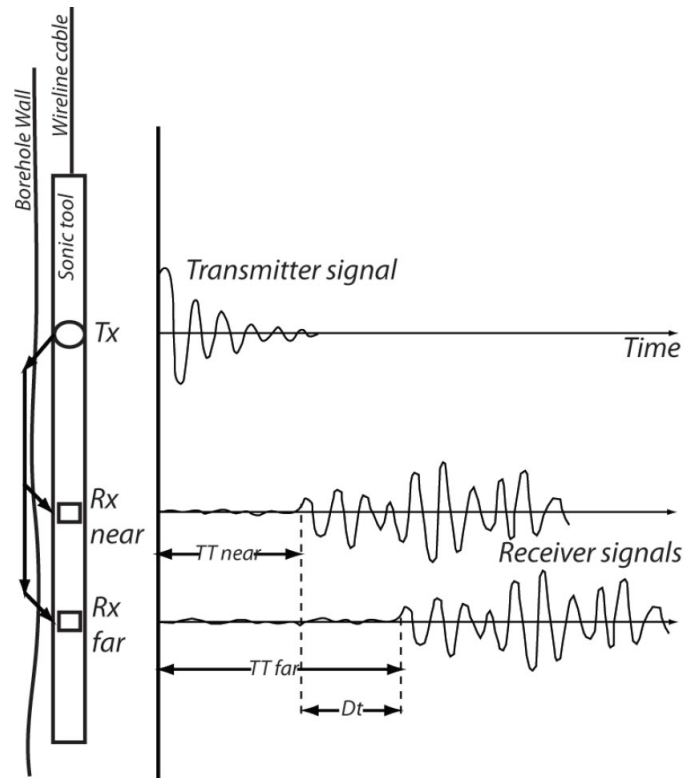 Wireline cable
Borehole Wall
Sonic tool
Transmitter signal
Tx
Time
Rx
near
TT near
Receiver signals
Rx
far
TT far
Dt